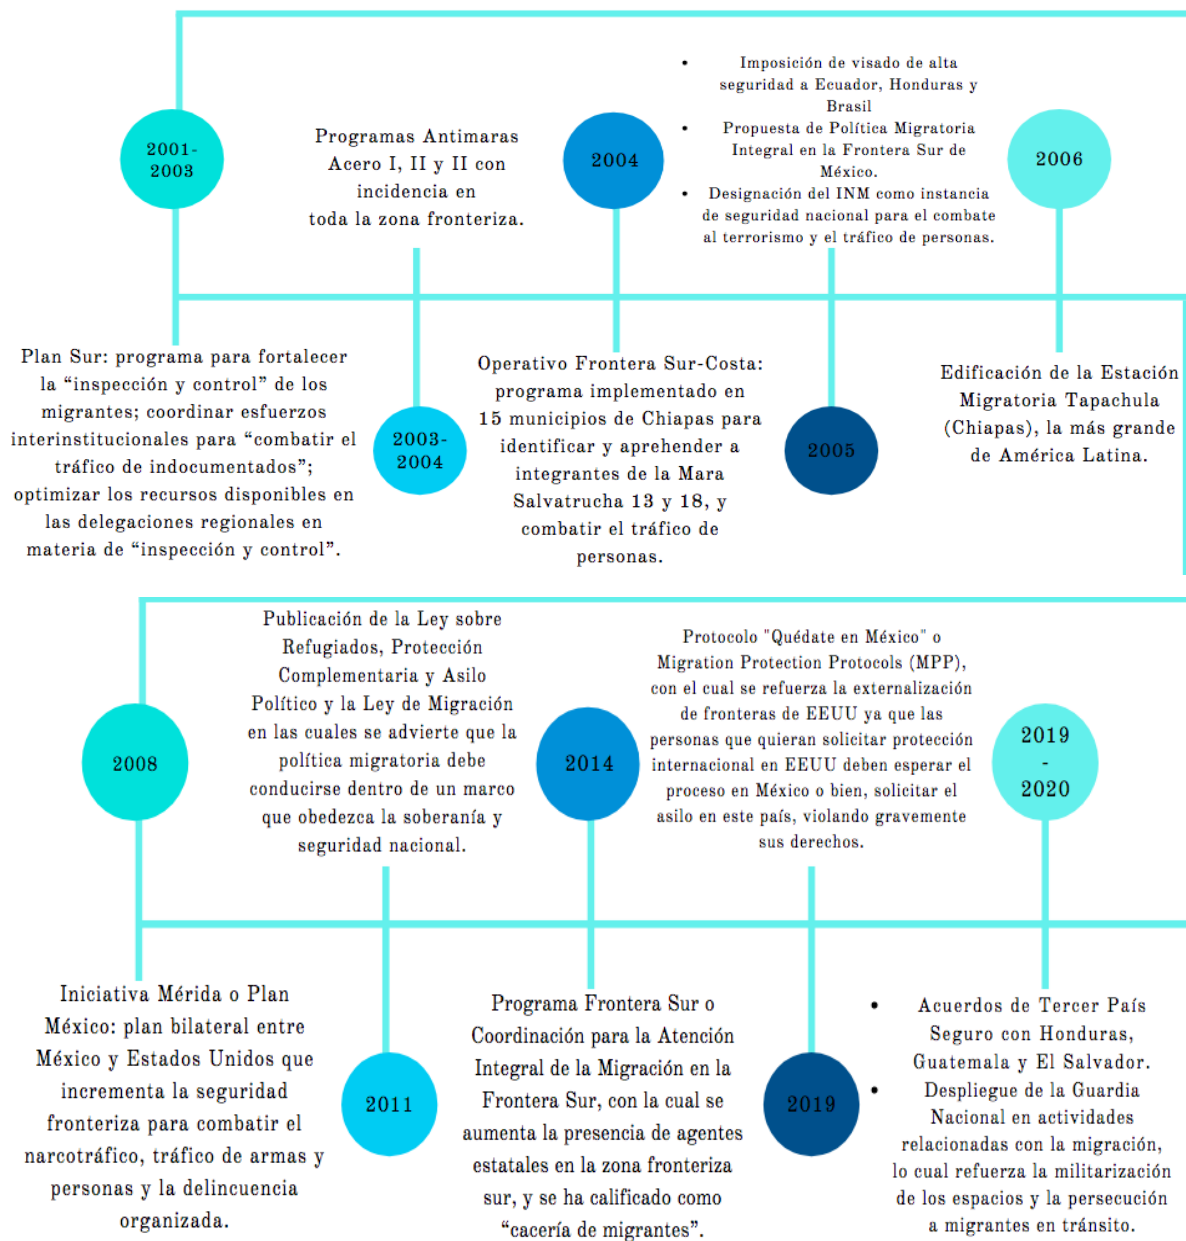 2001-
2003
Plan Sur: programa para fortalecer
la “inspección y control” de los
migrantes; coordinar esfuerzos
interinstitucionales para “combatir el
tráfico de indocumentados”;
optimizar los recursos disponibles en
las delegaciones regionales en
materia de “inspección y control”.
Programas Antimaras
Acero I, II y II con
incidencia en
toda la zona fronteriza.
2003-
2004
2004
Operativo Frontera Sur-Costa:
programa implementado en
15 municipios de Chiapas para
identificar y aprehender a
integrantes de la Mara
Salvatrucha 13 y 18, y
combatir el tráfico de
personas.
• Imposición de visado de alta
seguridad a Ecuador, Honduras y
Brasil
• Propuesta de Política Migratoria
Integral en la Frontera Sur de
México.
• Designación del INM como instancia
de seguridad nacional para el combate
al terrorismo y el tráfico de personas.
2005
2006
Edificación de la Estación
Migratoria Tapachula
(Chiapas), la más grande
de América Latina.
2008
Iniciativa Mérida o Plan
México: plan bilateral entre
México y Estados Unidos que
incrementa la seguridad
fronteriza para combatir el
narcotráfico, tráfico de armas y
personas y la delincuencia
organizada.
Publicación de la Ley sobre
Refugiados, Protección
Complementaria y Asilo
Político y la Ley de Migración
en las cuales se advierte que la
política migratoria debe
conducirse dentro de un marco
que obedezca la soberanía y
seguridad nacional.
2011
2014
Programa Frontera Sur o
Coordinación para la Atención
Integral de la Migración en la
Frontera Sur, con la cual se
aumenta la presencia de agentes
estatales en la zona fronteriza
sur, y se ha calificado como
“cacería de migrantes”.
Protocolo "Quédate en México" o
Migration Protection Protocols (MPP),
con el cual se refuerza la externalización
de fronteras de EEUU ya que las
personas que quieran solicitar protección
internacional en EEUU deben esperar el
proceso en México o bien, solicitar el
asilo en este país, violando gravemente
sus derechos.
2019
2019
-
2020
• Acuerdos de Tercer País
Seguro con Honduras,
Guatemala y El Salvador.
• Despliegue de la Guardia
Nacional en actividades
relacionadas con la migración,
lo cual refuerza la militarización
de los espacios y la persecución
a migrantes en tránsito.